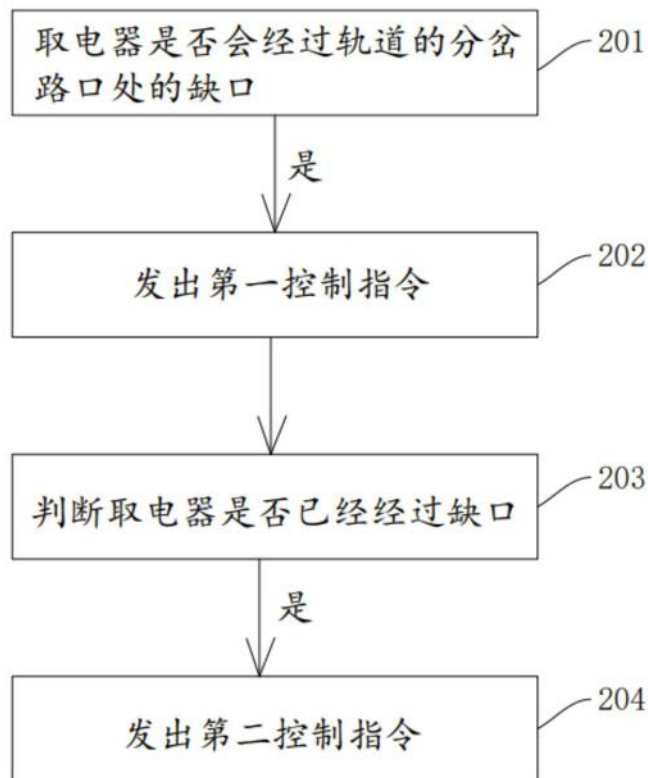 取电器是否会经过轨道的分岔
路口处的缺口
201
是
发出第一控制指令
202
判断取电器是否已经经过缺口
203
是
发出第二控制指令
204